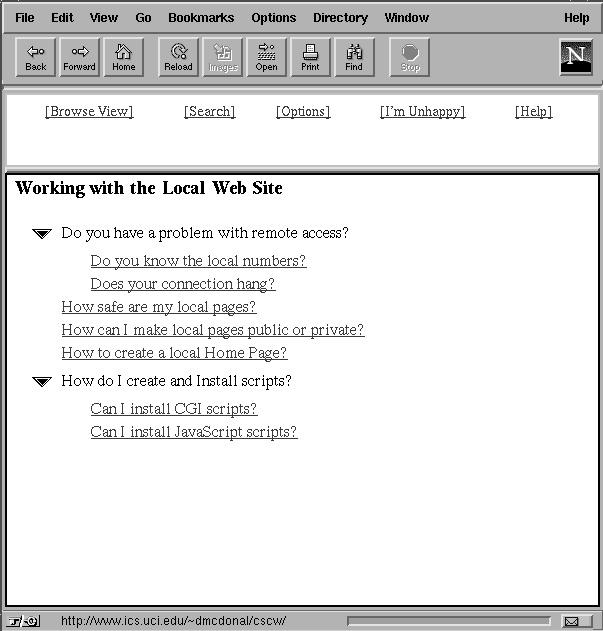 File Edit View Go Bookmarks Options Directory Window Help
Back Forward Home Reload Images Open Print Find Stop N
[Browse View] [Search] [Options] [I'm Unhappy] [Help]
Working with the Local Web Site
Do you have a problem with remote access?
Do you know the local numbers?
Does your connection hang?
How safe are my local pages?
How can I make local pages public or private?
How to create a local Home Page?
How do I create and Install scripts?
Can I install CGI scripts?
Can I install JavaScript scripts?
http://www.ics.uci.edu/~dmcdonal/cscw/